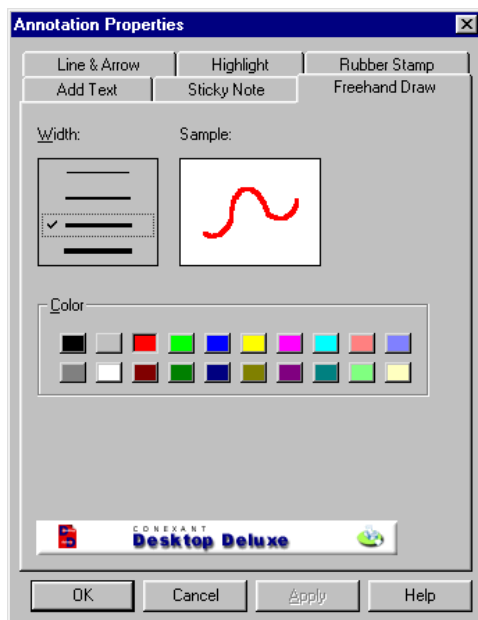 Annotation Properties
Line & Arrow Highlight Rubber Stamp
Add Text Sticky Note Freehand Draw
Width: Sample:
Color
CONEXANT
Desktop Deluxe
OK Cancel Apply Help